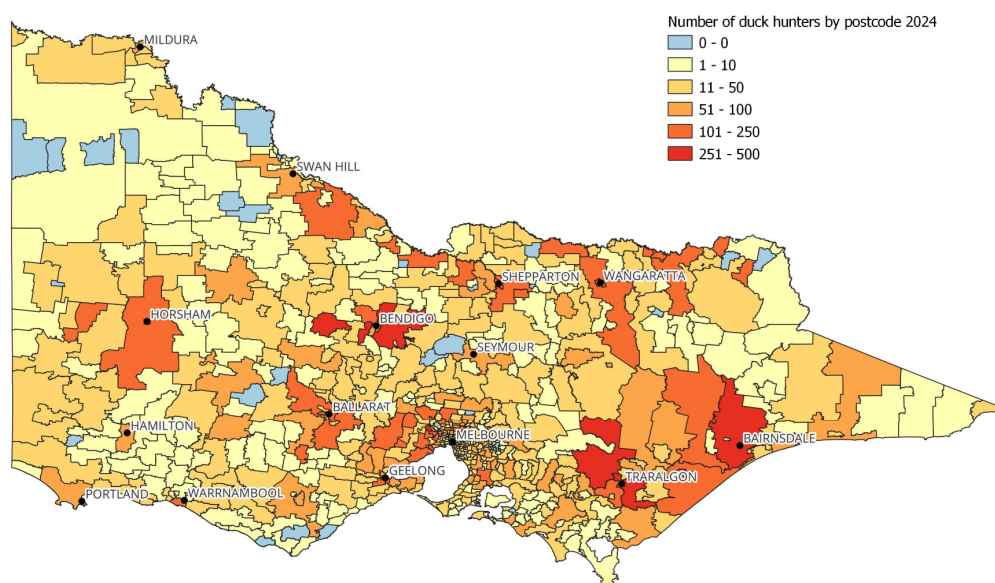 Number of duck hunters by postcode 2024
0 - 0
1 - 10
11 - 50
51 - 100
101 - 250
251 - 500
MILDURA
SWAN HILL
SHEPPARTON
WANGARATTA
HORSHAM
BENDIGO
SEYMOUR
BALLARAT
HAMILTON
MELBOURNE
BAIRNSDALE
GEELONG
TRARALGON
PORTLAND
WARRNAMBOOL